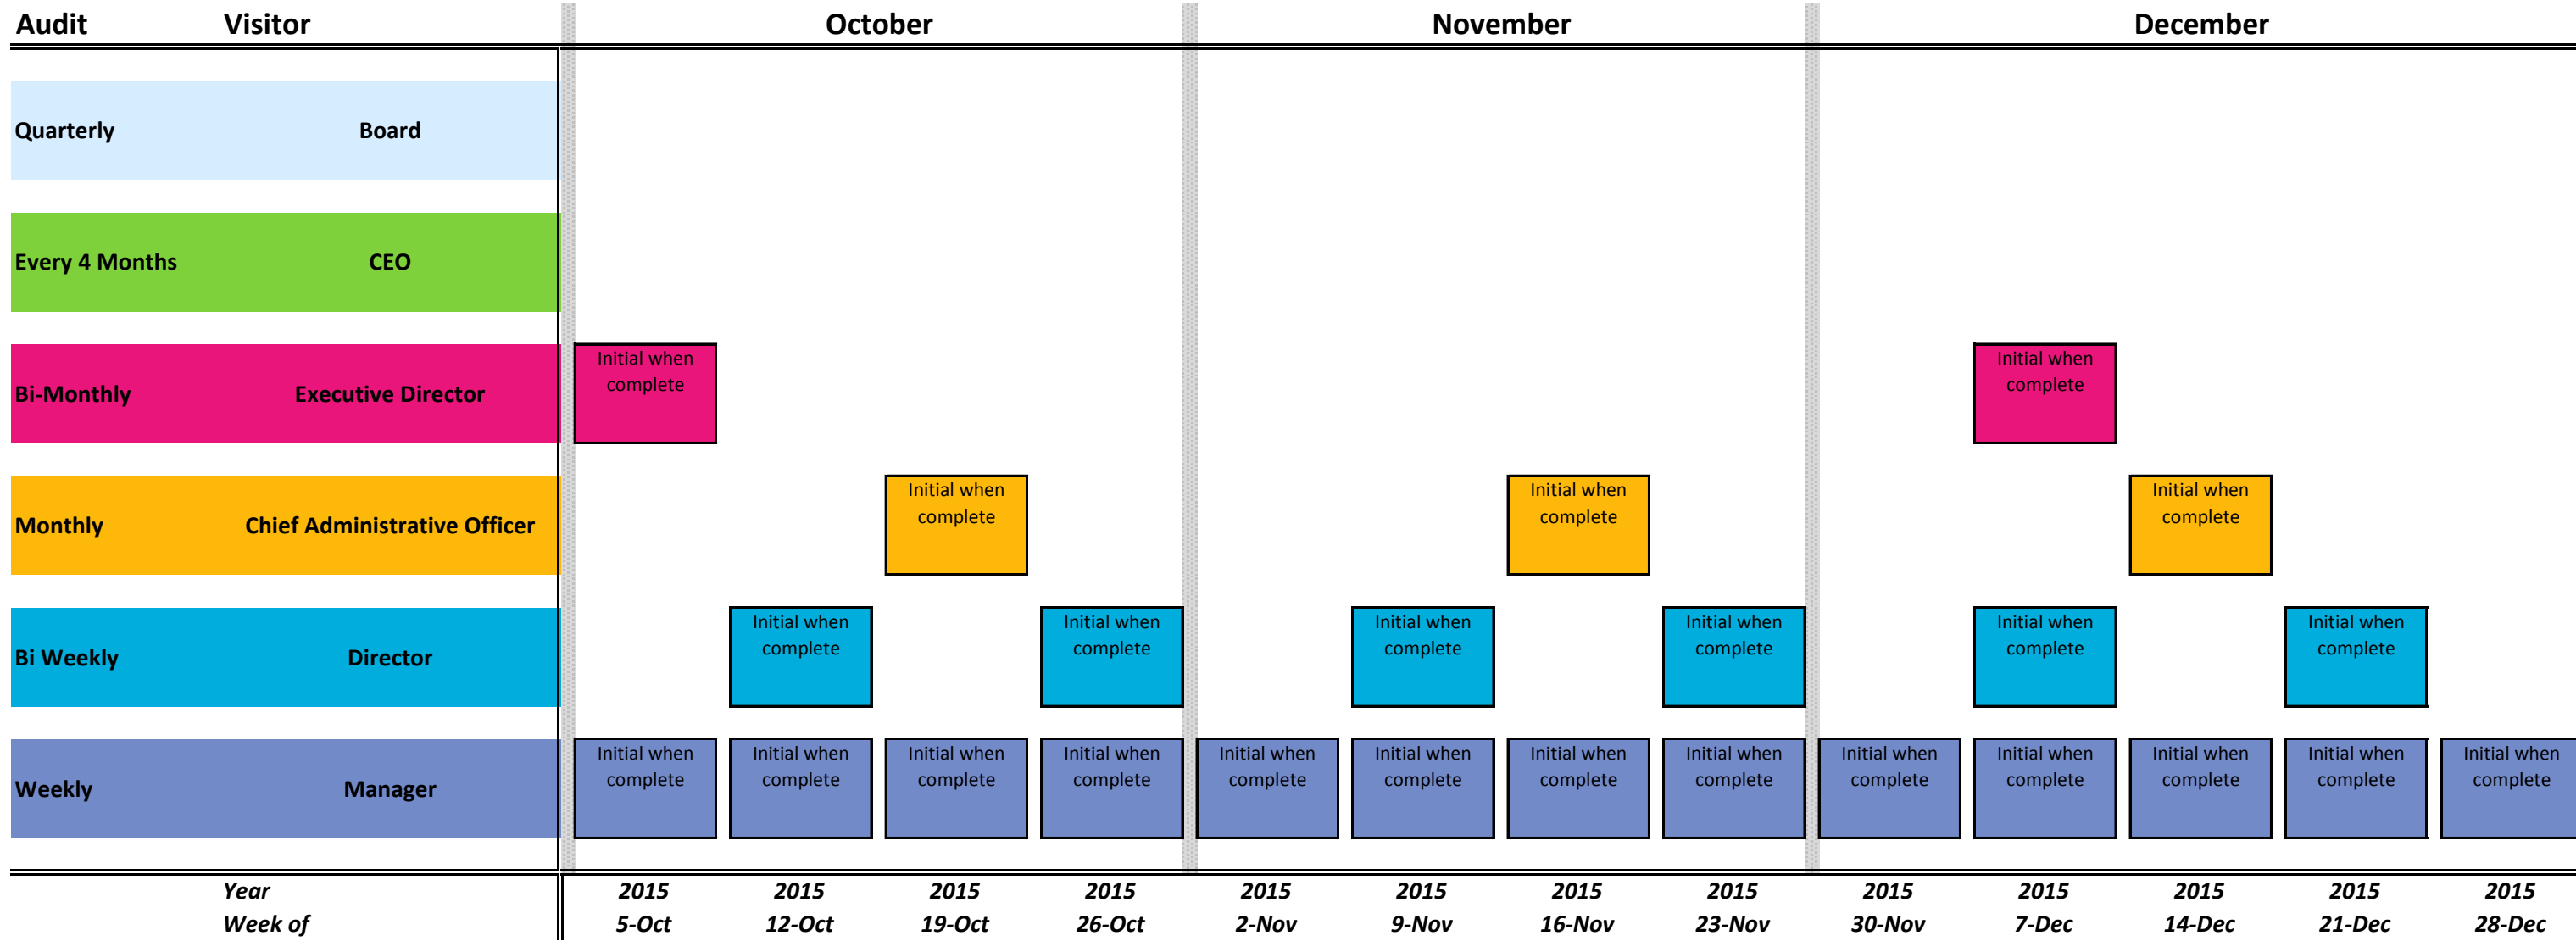 Audit Visitor October November December
Quarterly Board
Every 4 Months CEO
Bi-Monthly Executive Director
Initial when
complete
Initial when
complete
Monthly Chief Administrative Officer
Initial when
complete
Initial when
complete
Initial when
complete
Bi Weekly Director
Initial when
complete
Initial when
complete
Initial when
complete
Initial when
complete
Initial when
complete
Initial when
complete
Weekly Manager
Initial when
complete
Initial when
complete
Initial when
complete
Initial when
complete
Initial when
complete
Initial when
complete
Initial when
complete
Initial when
complete
Initial when
complete
Initial when
complete
Initial when
complete
Initial when
complete
Initial when
complete
Year 2015 2015 2015 2015 2015 2015 2015 2015 2015 2015 2015 2015 2015
Week of 5-Oct 12-Oct 19-Oct 26-Oct 2-Nov 9-Nov 16-Nov 23-Nov 30-Nov 7-Dec 14-Dec 21-Dec 28-Dec